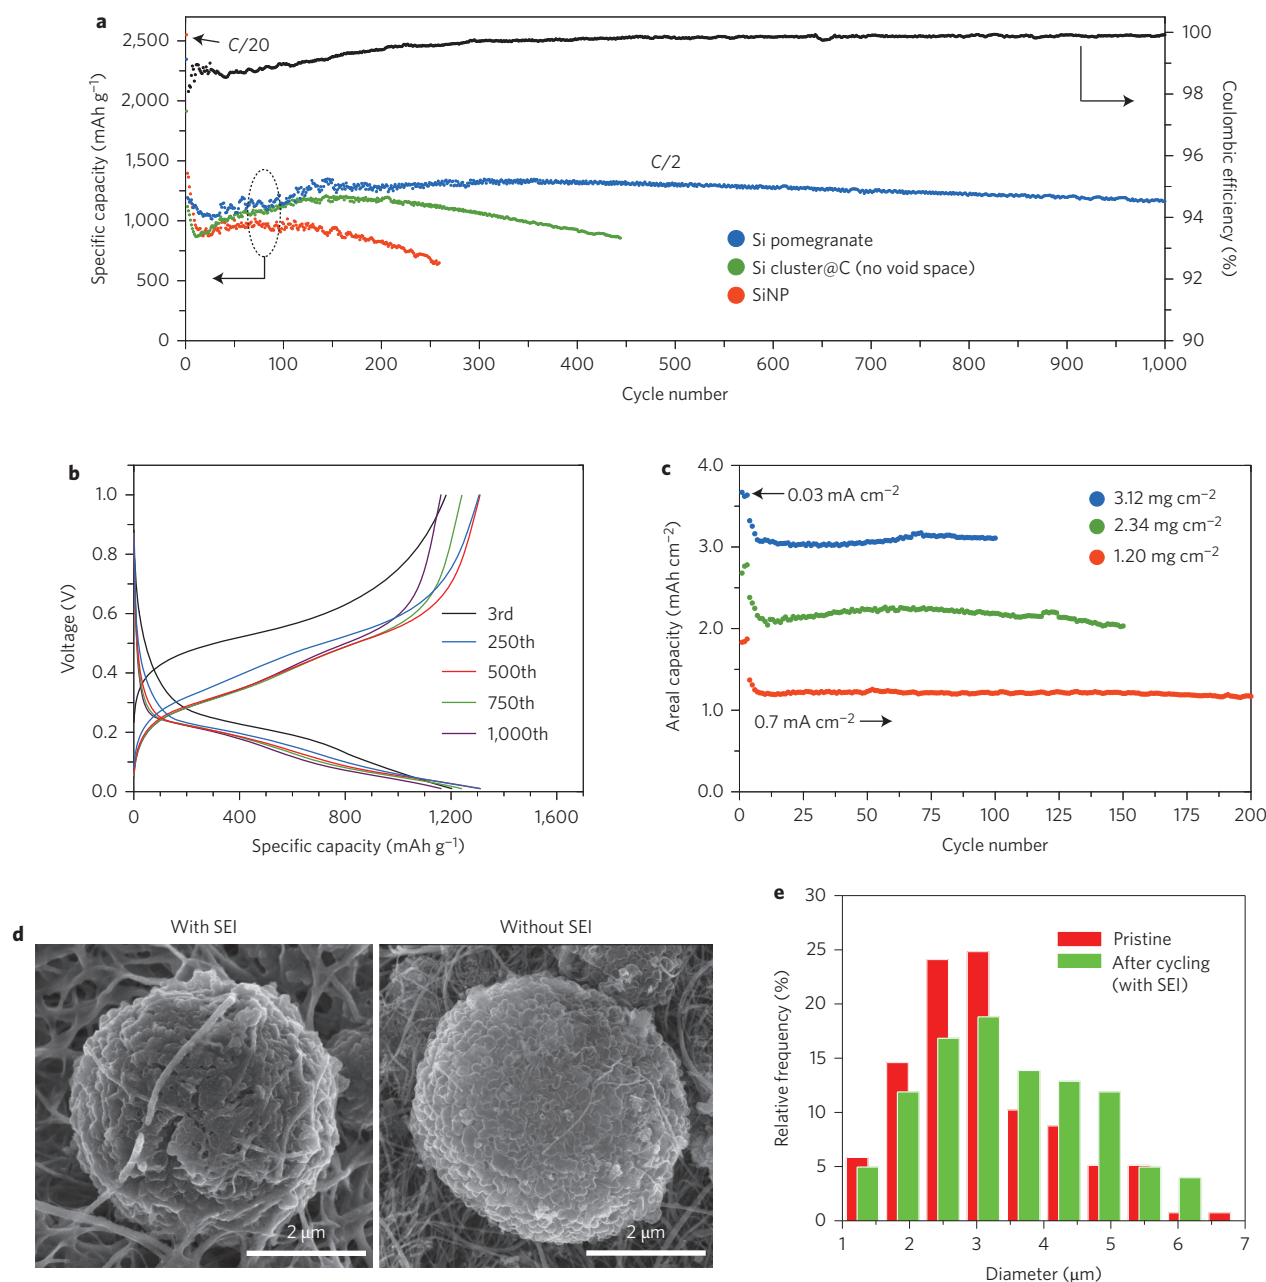 a
2,500
2,000
1,500
1,000
500
0
Specific capacity (mAh g⁻¹)
C/20
C/2
Si pomegranate
Si cluster@C (no void space)
SiNP
100
98
96
94
92
90
Coulombic efficiency (%)
0 100 200 300 400 500 600 700 800 900 1,000
Cycle number
b
1.0
0.8
0.6
0.4
0.2
0.0
Voltage (V)
3rd
250th
500th
750th
1,000th
0 400 800 1,200 1,600
Specific capacity (mAh g⁻¹)
c
4.0
3.0
2.0
1.0
0.0
Areal capacity (mAh cm⁻²)
0.03 mA cm⁻²
3.12 mg cm⁻²
2.34 mg cm⁻²
1.20 mg cm⁻²
0.7 mA cm⁻²
0 25 50 75 100 125 150 175 200
Cycle number
d
With SEI
Without SEI
2 μm
2 μm
e
30
25
20
15
10
5
0
Relative frequency (%)
Pristine
After cycling
(with SEI)
1 2 3 4 5 6 7
Diameter (μm)